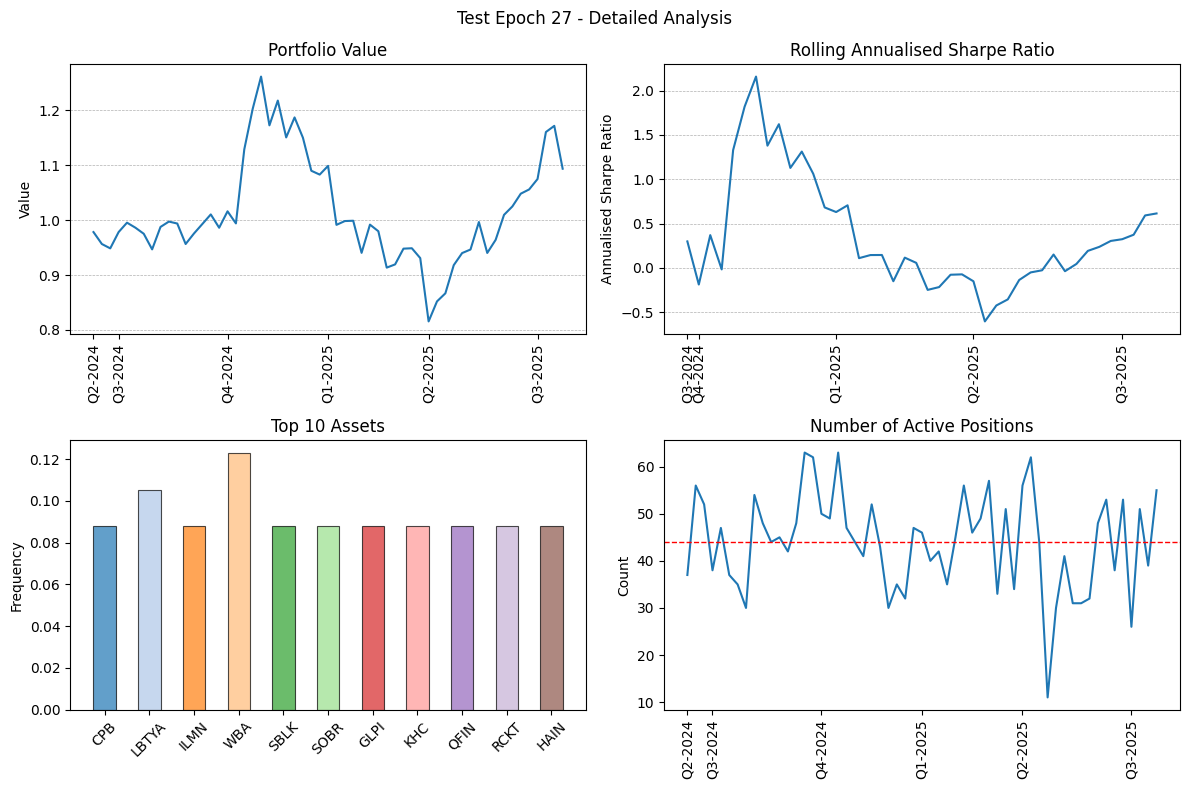 Test Epoch 27 - Detailed Analysis
Portfolio Value
Value
1.2
1.1
1.0
0.9
0.8
Q2-2024
Q3-2024
Q4-2024
Q1-2025
Q2-2025
Q3-2025
Rolling Annualised Sharpe Ratio
Annualised Sharpe Ratio
2.0
1.5
1.0
0.5
0.0
−0.5
Q3-2024
Q4-2024
Q1-2025
Q2-2025
Q3-2025
Top 10 Assets
Frequency
0.12
0.10
0.08
0.06
0.04
0.02
0.00
CPB
LBTYA
ILMN
WBA
SBLK
SOBR
GLPI
KHC
QFIN
RCKT
HAIN
Number of Active Positions
Count
60
50
40
30
20
10
Q2-2024
Q3-2024
Q4-2024
Q1-2025
Q2-2025
Q3-2025